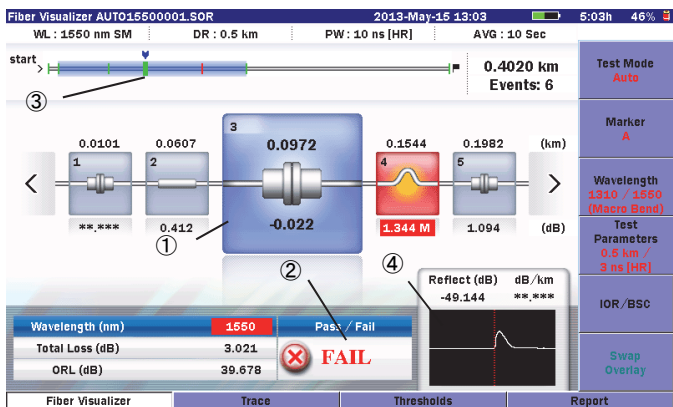 Fiber Visualizer AUTO15500001.SOR 2013-May-15 13:03 5:03h 46%
WL : 1550 nm SM DR : 0.5 km PW : 10 ns [HR] AVG : 10 Sec
start
0.4020 km
Events: 6
③
3
0.0101 0.0607 0.0972 0.1544 0.1982 (km)
1 2 4 5
**.*** 0.412 -0.022 1.344 M 1.094 (dB)
①
②
④
Reflect (dB) dB/km
-49.144 **.***
Wavelength (nm) 1550 Pass / Fail
Total Loss (dB) 3.021
FAIL
ORL (dB) 39.678
Test Mode
Auto
Marker
A
Wavelength
1310 / 1550
(Macro Bend)
Test
Parameters
0.5 km /
3 ns [HR]
IOR/BSC
Swap
Overlay
Fiber Visualizer Trace Thresholds Report